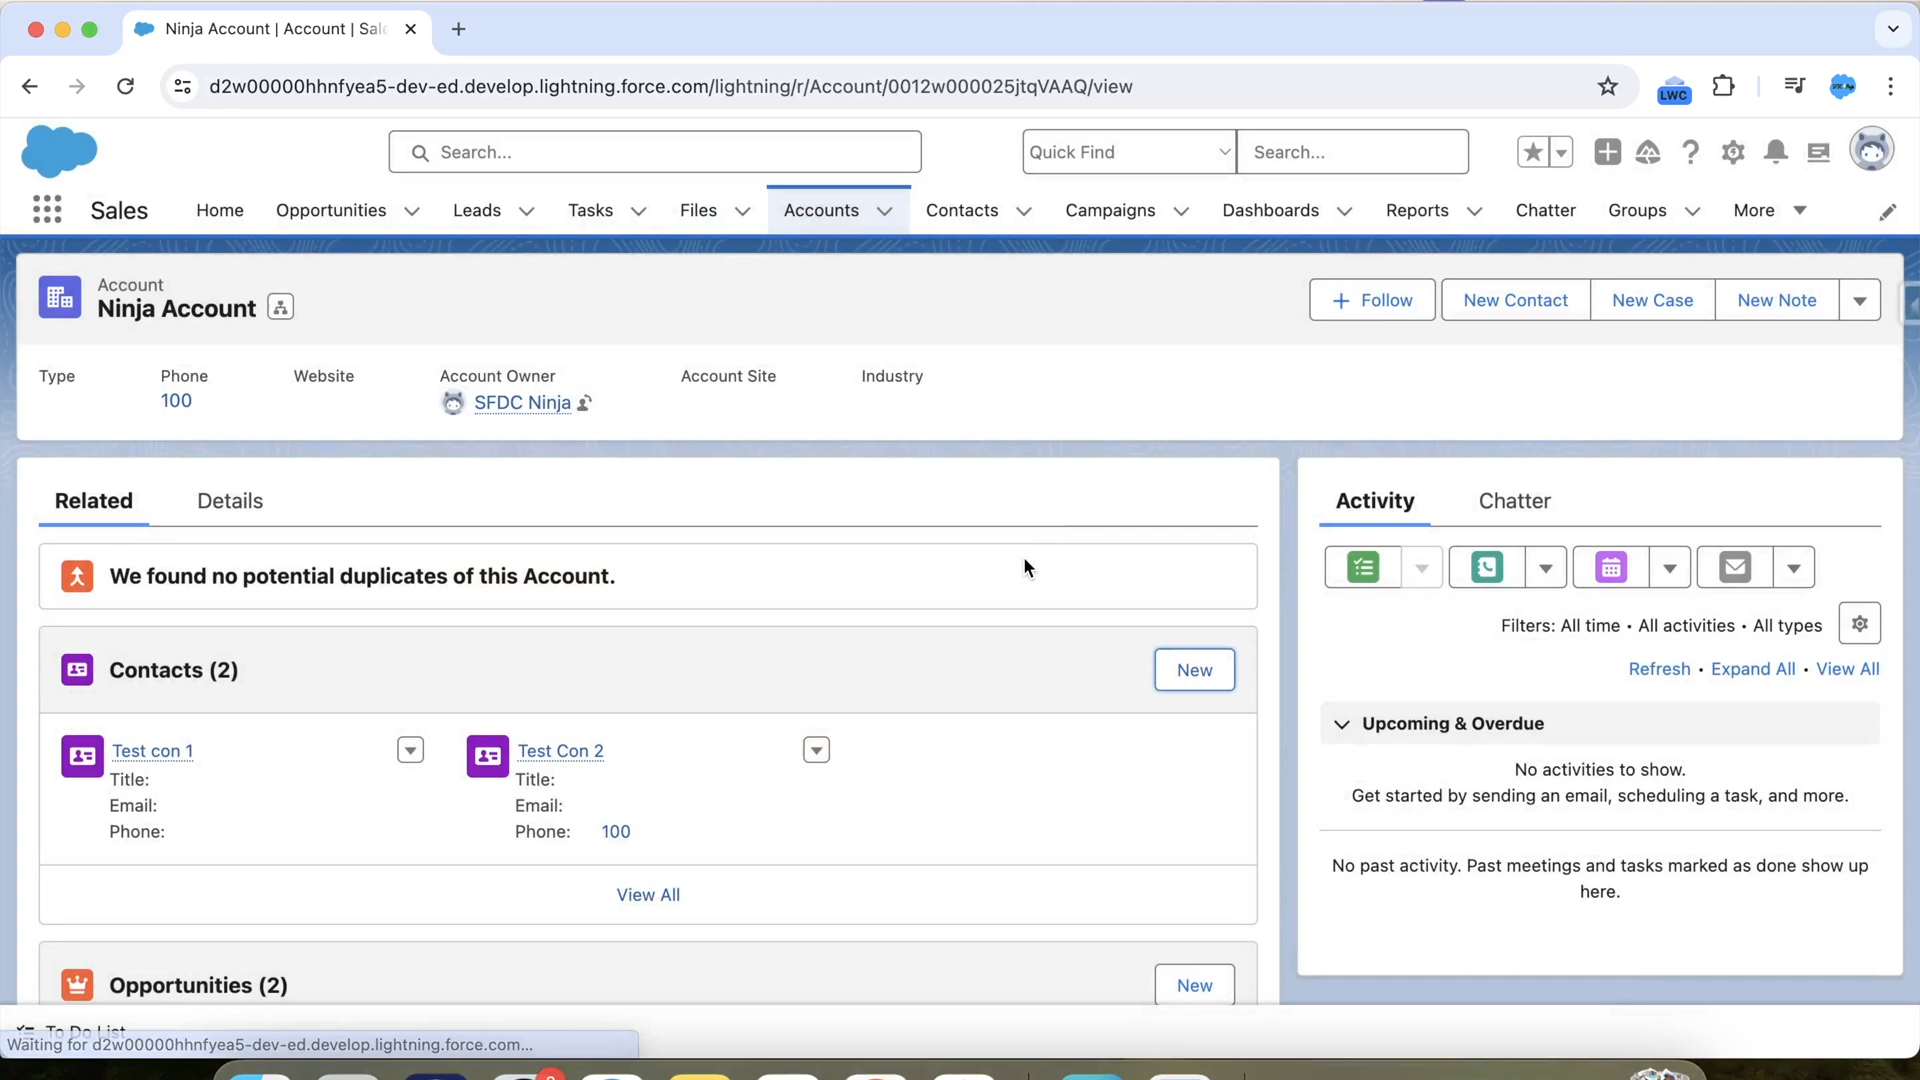 Ninja Account | Account | Sale
d2w00000hhnfyea5-dev-ed.develop.lightning.force.com/lightning/r/Account/0012w000025jtqVAAQ/view
LWC
Search...
Quick Find
Search...
Sales
Home
Opportunities
Leads
Tasks
Files
Accounts
Contacts
Campaigns
Dashboards
Reports
Chatter
Groups
More
Account
Ninja Account
Follow
New Contact
New Case
New Note
Type
Phone
Website
Account Owner
Account Site
Industry
100
SFDC Ninja
Related
Details
We found no potential duplicates of this Account.
Contacts (2)
New
Test con 1
Title:
Email:
Phone:
Test Con 2
Title:
Email:
Phone: 100
View All
Opportunities (2)
New
Activity
Chatter
Filters: All time • All activities • All types
Refresh • Expand All • View All
Upcoming & Overdue
No activities to show.
Get started by sending an email, scheduling a task, and more.
No past activity. Past meetings and tasks marked as done show up
here.
To Do List
Waiting for d2w00000hhnfyea5-dev-ed.develop.lightning.force.com...